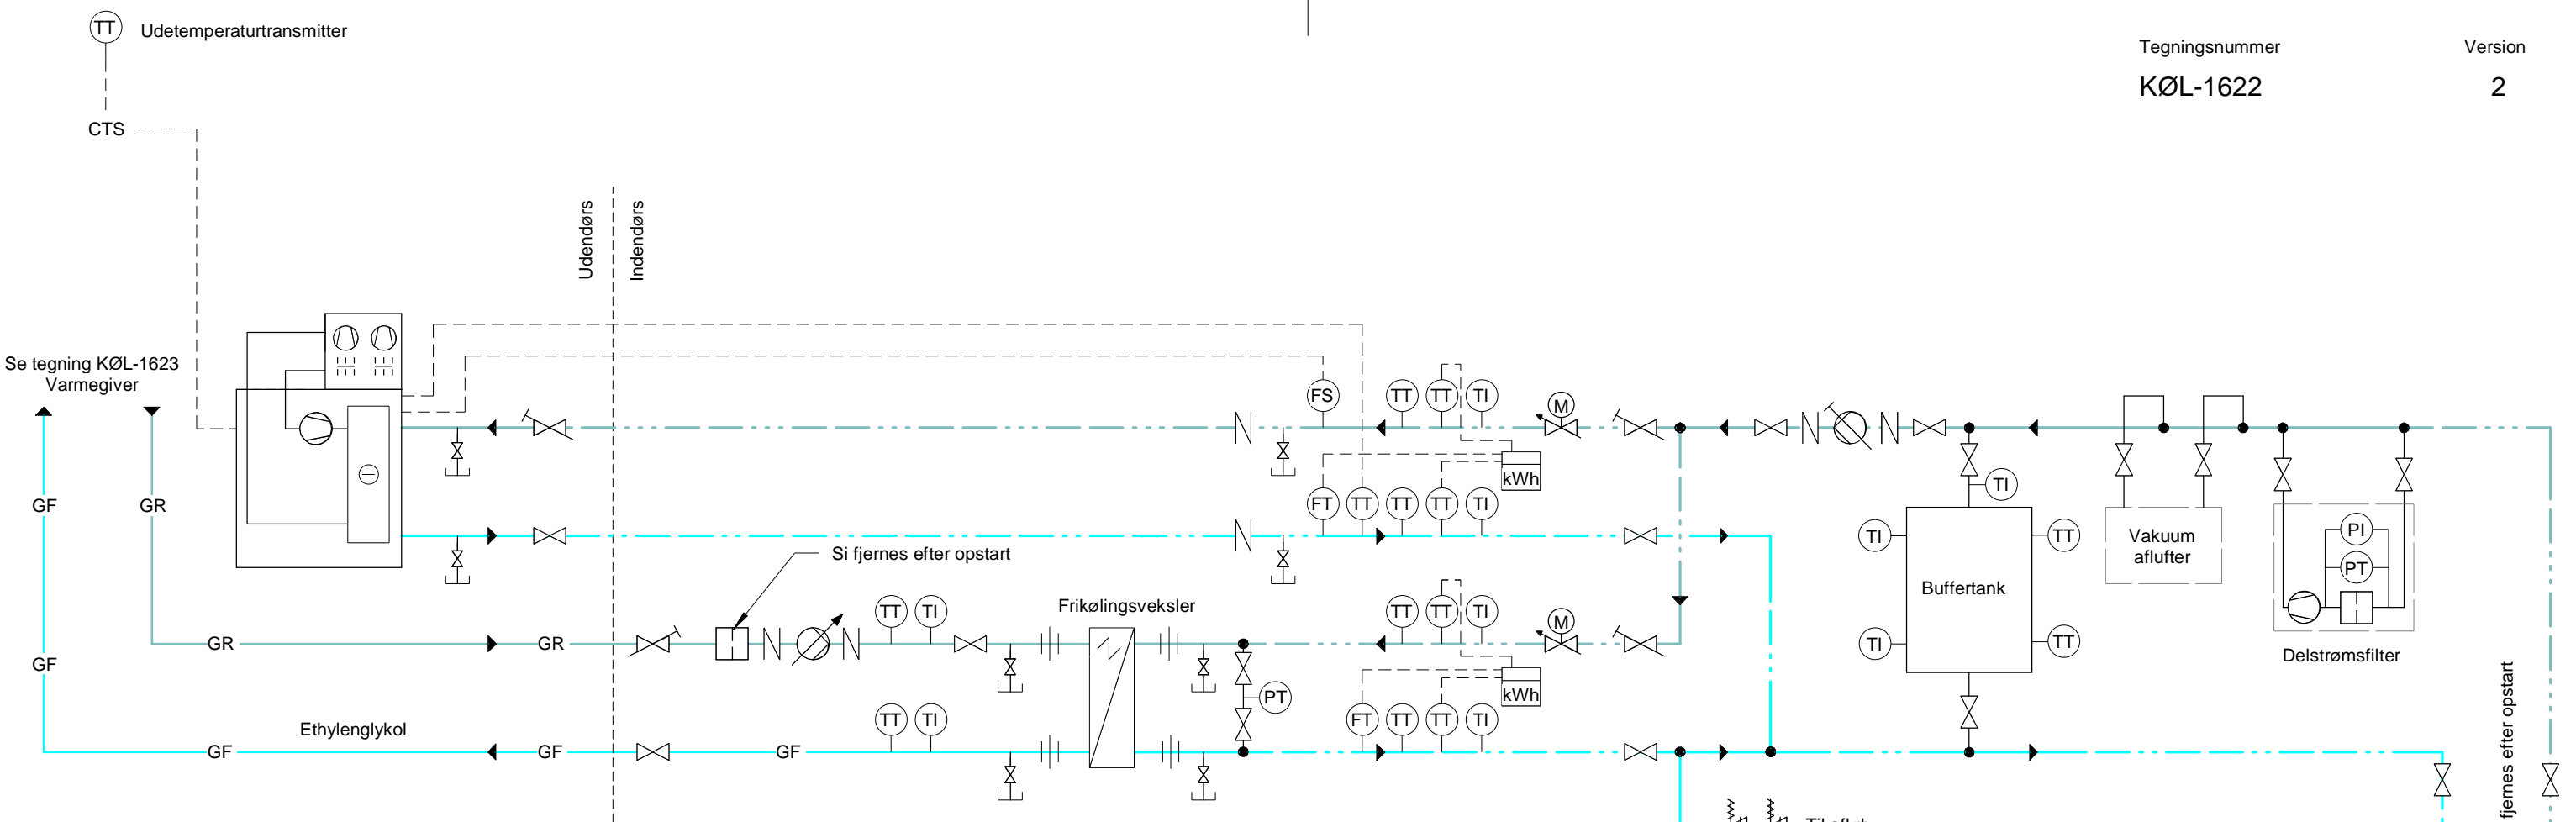 TT Udetemperaturtransmitter
Tegningsnummer Version
KØL-1622 2
CTS
Udendørs
Indendørs
Se tegning KØL-1623
Varmegiver
FS TT TT TI M
kWh
GF GR
FT TT TT TT TI
TI
TI TT
Vakuum
aflufter
PI
PT
Si fjernes efter opstart
Buffertank
Frikølingsveksler
TT TI
TT TT TI M
GR GR
TI TT
Delstrømsfilter
GF
kWh
PT
Ethylenglykol
TT TI
FT TT TT TI
GF GF GF
fjernes efter opstart